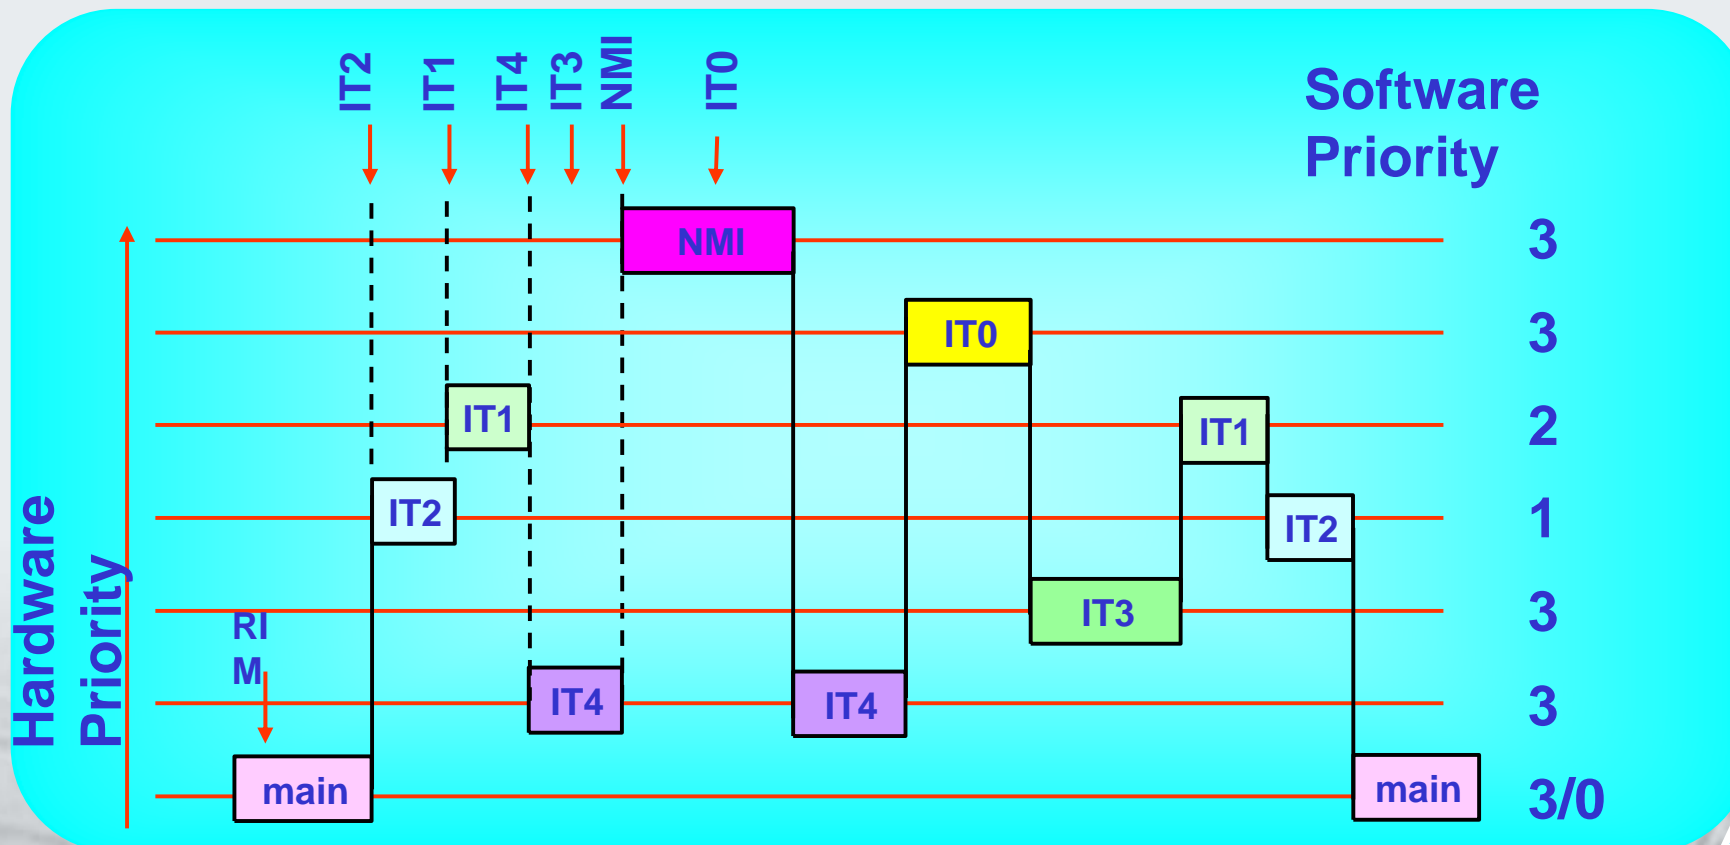 IT2
IT1
IT4
IT3
NMI
IT0
Software
Priority
NMI
3
IT0
3
IT1
IT1
2
IT2
IT2
1
Hardware
Priority
RI
M
IT3
3
IT4
IT4
3
main
main
3/0